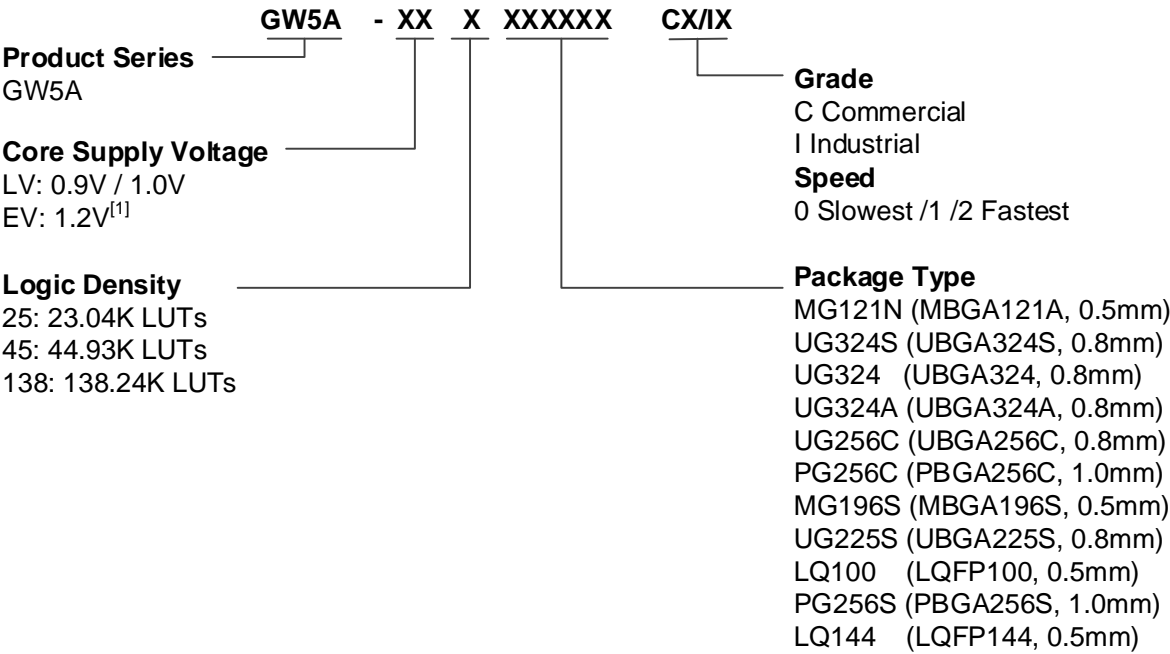 GW5A - XX X XXXXXX CX/IX
Product Series
GW5A
Core Supply Voltage
LV: 0.9V / 1.0V
EV: 1.2V[1]
Logic Density
25: 23.04K LUTs
45: 44.93K LUTs
138: 138.24K LUTs
Grade
C Commercial
I Industrial
Speed
0 Slowest /1 /2 Fastest
Package Type
MG121N (MBGA121A, 0.5mm)
UG324S (UBGA324S, 0.8mm)
UG324 (UBGA324, 0.8mm)
UG324A (UBGA324A, 0.8mm)
UG256C (UBGA256C, 0.8mm)
PG256C (PBGA256C, 1.0mm)
MG196S (MBGA196S, 0.5mm)
UG225S (UBGA225S, 0.8mm)
LQ100 (LQFP100, 0.5mm)
PG256S (PBGA256S, 1.0mm)
LQ144 (LQFP144, 0.5mm)